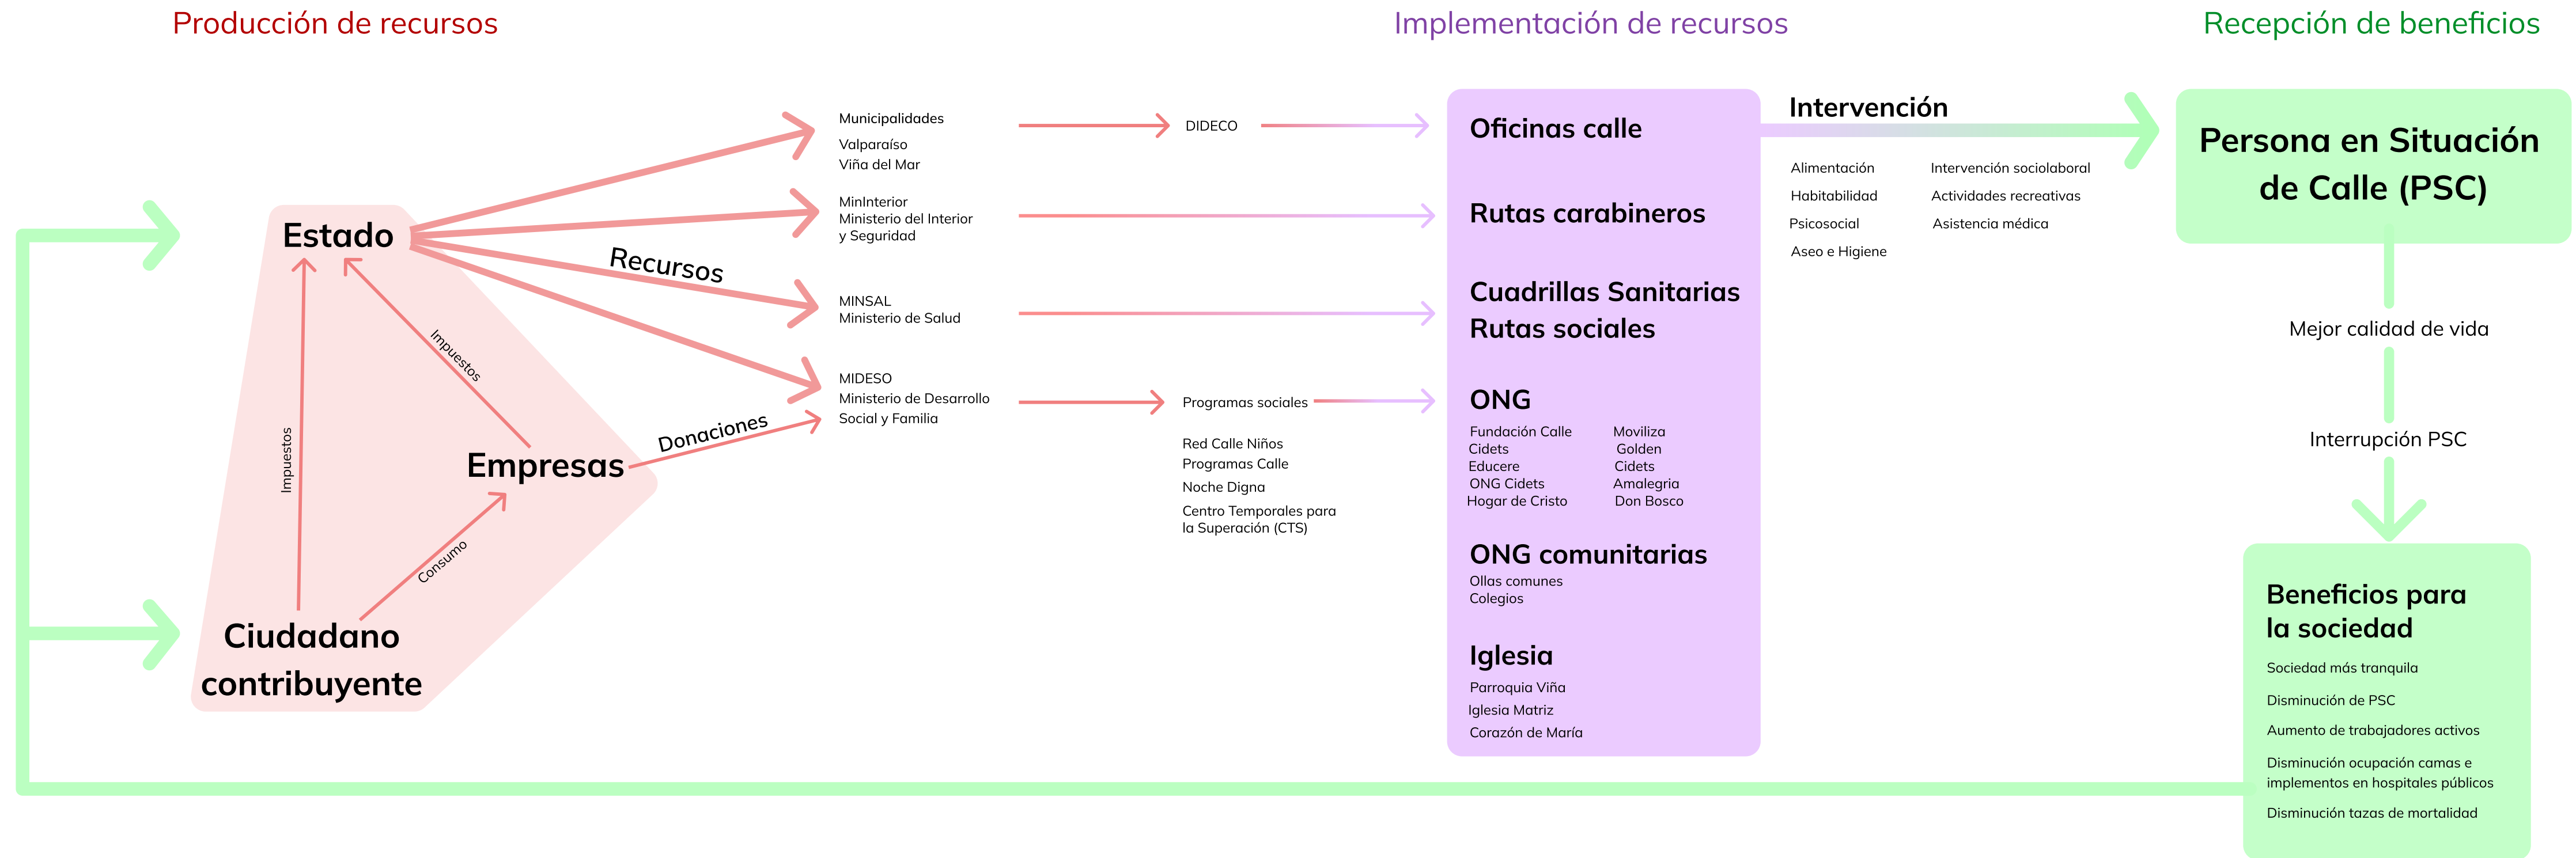 Producción de recursos
Implementación de recursos
Recepción de beneficios
Estado
Impuestos
Impuestos
Empresas
Consumo
Ciudadano
contribuyente
Recursos
Donaciones
Municipalidades
Valparaíso
Viña del Mar
MinInterior
Ministerio del Interior
y Seguridad
MINSAL
Ministerio de Salud
MIDESO
Ministerio de Desarrollo
Social y Familia
DIDECO
Programas sociales
Red Calle Niños
Programas Calle
Noche Digna
Centro Temporales para
la Superación (CTS)
Oficinas calle
Rutas carabineros
Cuadrillas Sanitarias
Rutas sociales
ONG
Fundación Calle
Cidets
Educere
ONG Cidets
Hogar de Cristo
Moviliza
Golden
Cidets
Amalegria
Don Bosco
ONG comunitarias
Ollas comunes
Colegios
Iglesia
Parroquia Viña
Iglesia Matriz
Corazón de María
Intervención
Alimentación
Habitabilidad
Psicosocial
Aseo e Higiene
Intervención sociolaboral
Actividades recreativas
Asistencia médica
Persona en Situación
de Calle (PSC)
Mejor calidad de vida
Interrupción PSC
Beneficios para
la sociedad
Sociedad más tranquila
Disminución de PSC
Aumento de trabajadores activos
Disminución ocupación camas e
implementos en hospitales públicos
Disminución tazas de mortalidad